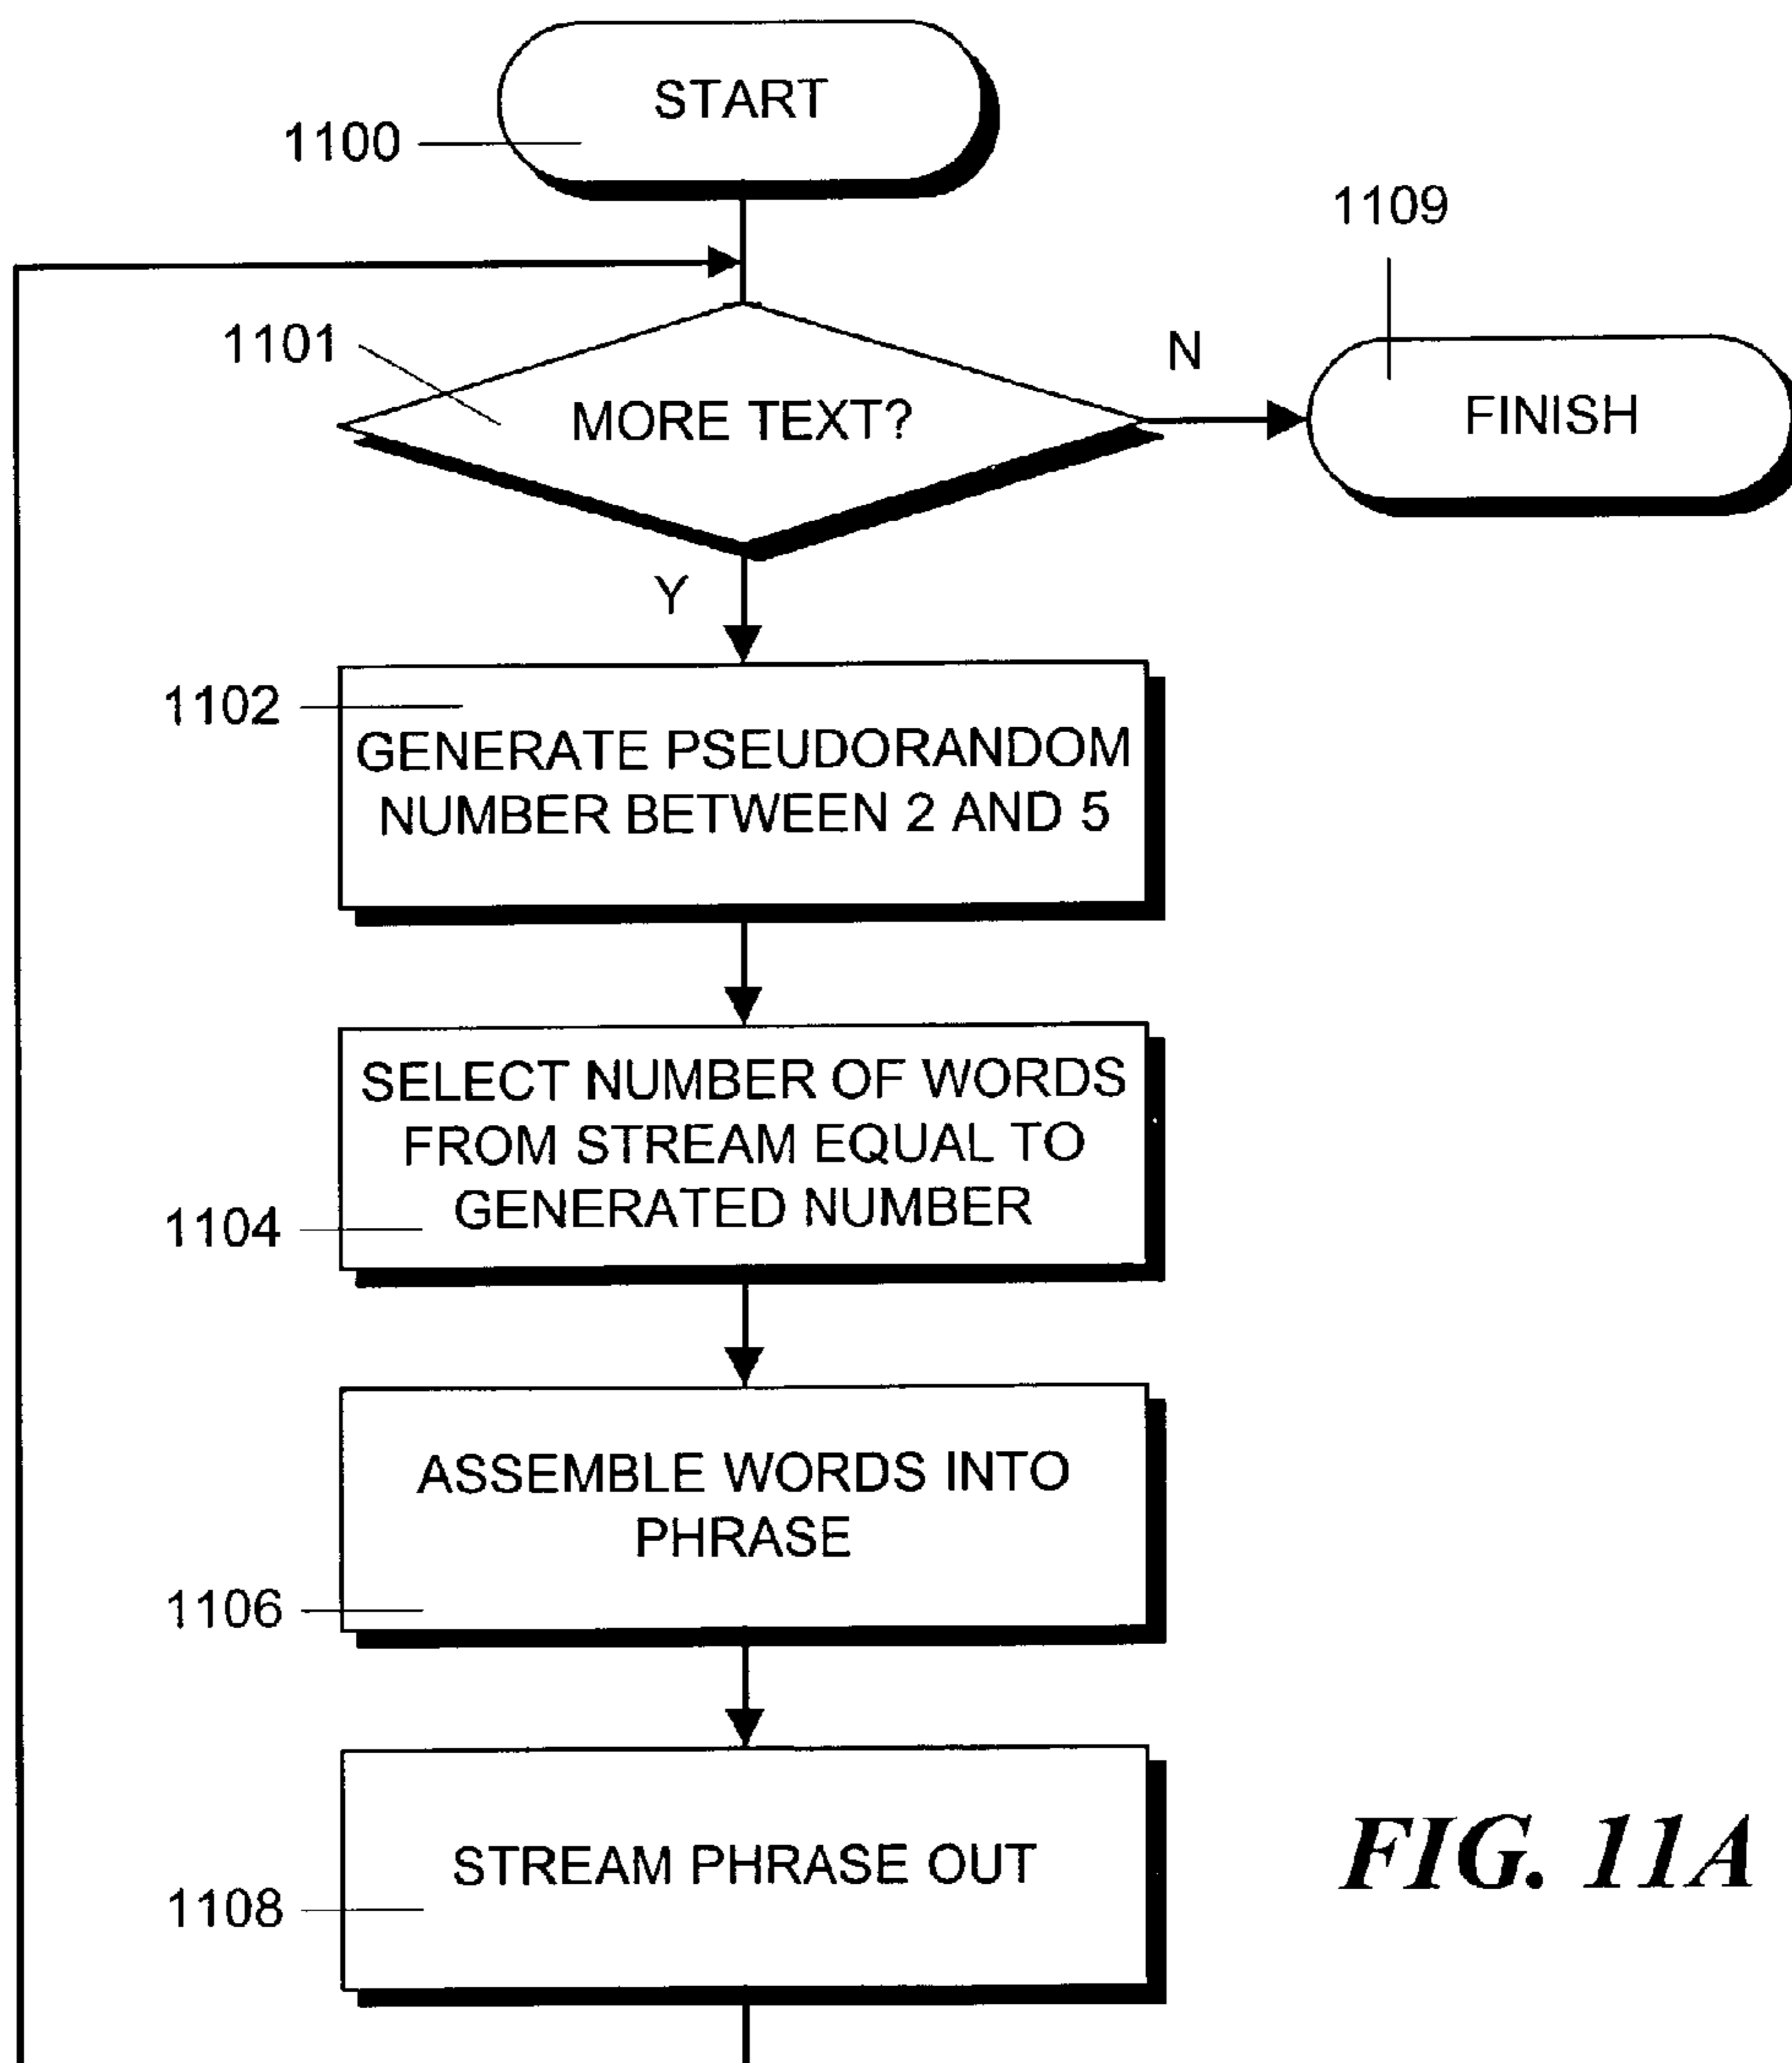 START
1100
1109
1101
N
MORE TEXT?
FINISH
Y
1102
GENERATE PSEUDORANDOM
NUMBER BETWEEN 2 AND 5
SELECT NUMBER OF WORDS
FROM STREAM EQUAL TO
GENERATED NUMBER
1104
ASSEMBLE WORDS INTO
PHRASE
1106
STREAM PHRASE OUT
1108
FIG. 11A